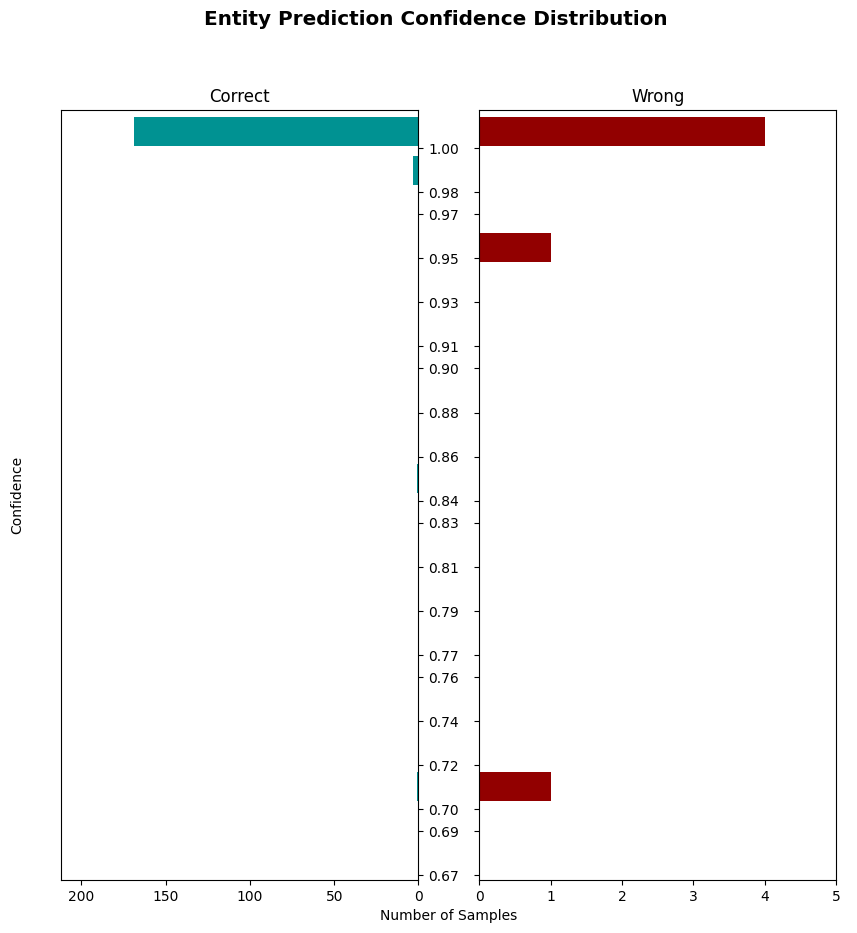 Entity Prediction Confidence Distribution
Correct
Wrong
1.00
0.98
0.97
0.95
0.93
0.91
0.90
0.88
0.86
0.84
0.83
0.81
0.79
0.77
0.76
0.74
0.72
0.70
0.69
0.67
Confidence
200 150 100 50 0
0 1 2 3 4 5
Number of Samples